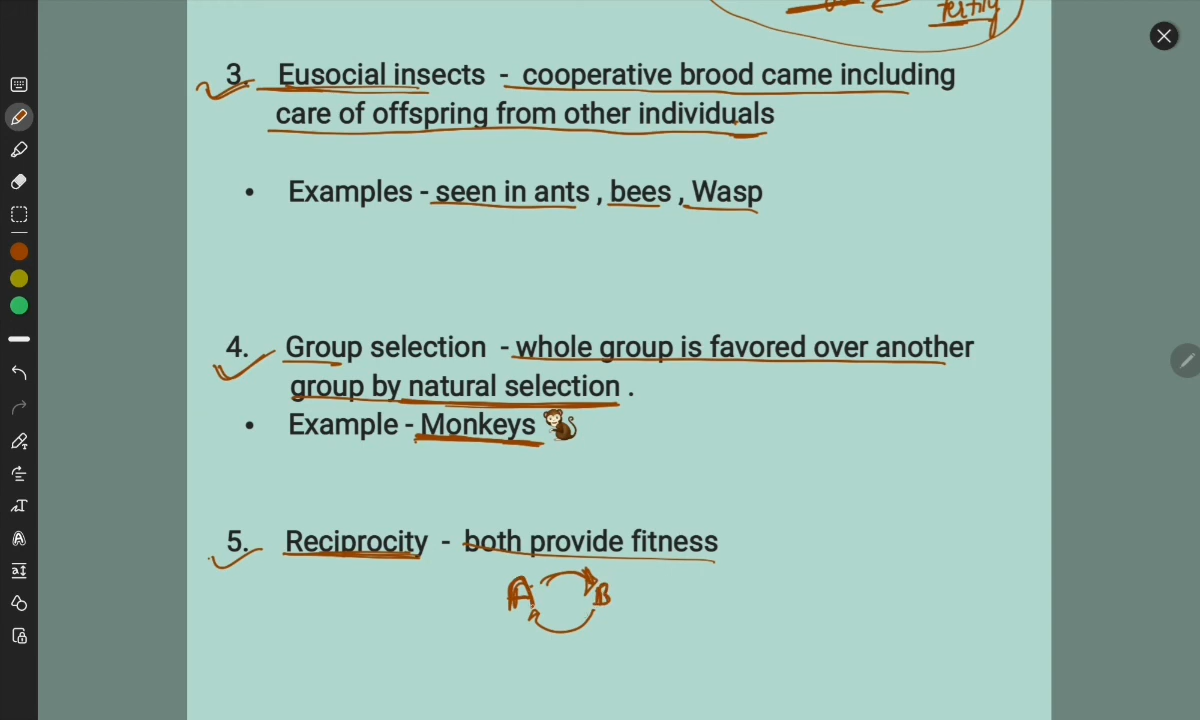 fertily
3. Eusocial insects - cooperative brood came including
care of offspring from other individuals
• Examples - seen in ants , bees , Wasp
4. Group selection - whole group is favored over another
group by natural selection .
• Example - Monkeys 🐒
5. Reciprocity - both provide fitness
A B